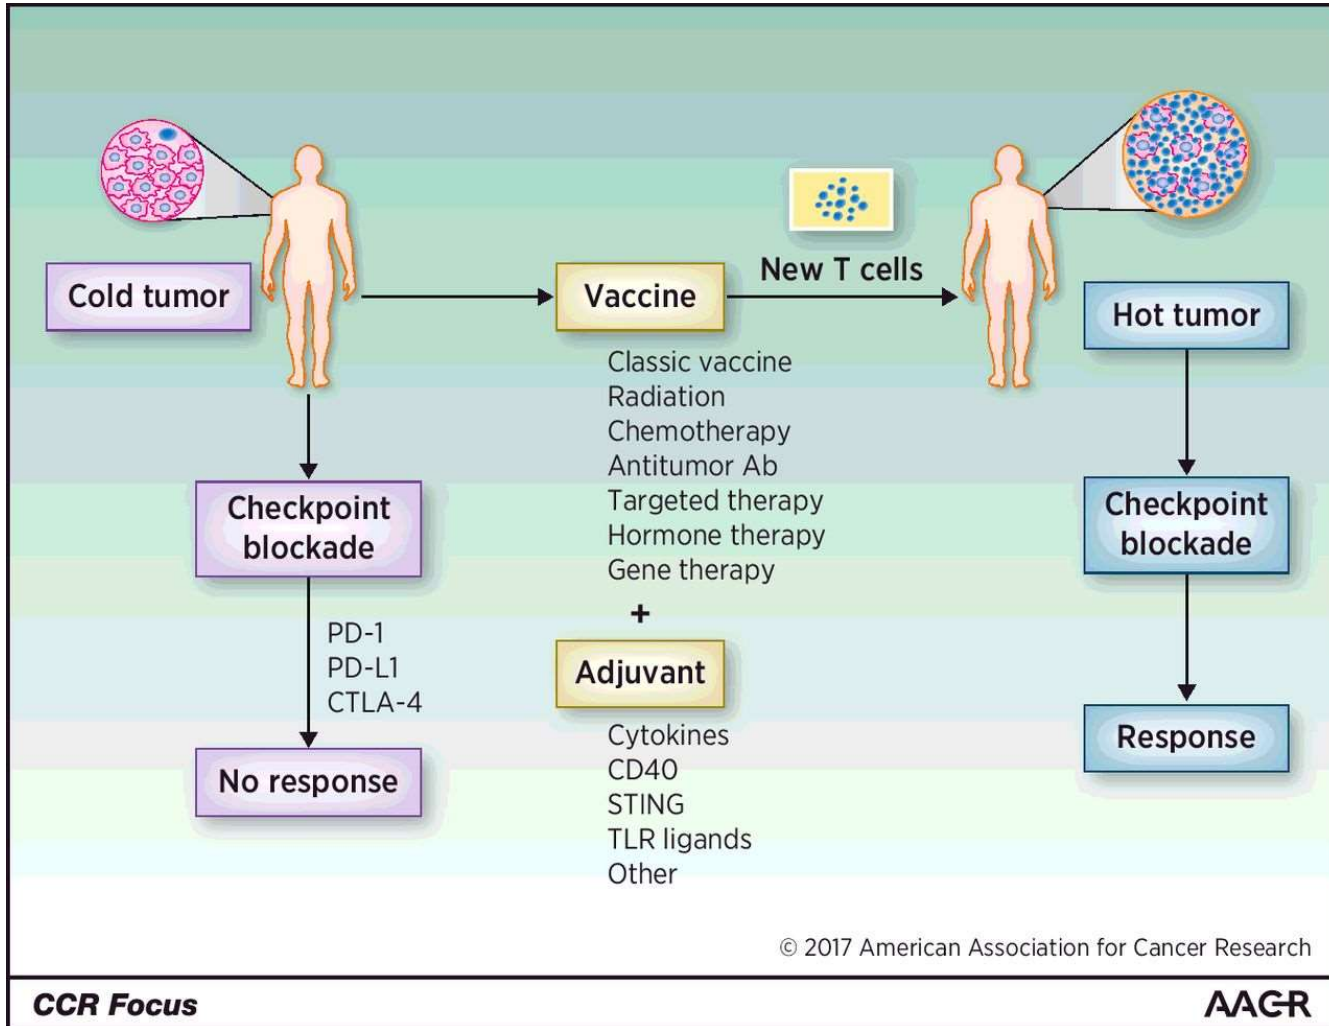 Cold tumor
Checkpoint
blockade
PD-1
PD-L1
CTLA-4
No response
Vaccine
Classic vaccine
Radiation
Chemotherapy
Antitumor Ab
Targeted therapy
Hormone therapy
Gene therapy
+
Adjuvant
Cytokines
CD40
STING
TLR ligands
Other
New T cells
Hot tumor
Checkpoint
blockade
Response
© 2017 American Association for Cancer Research
CCR Focus
AACR